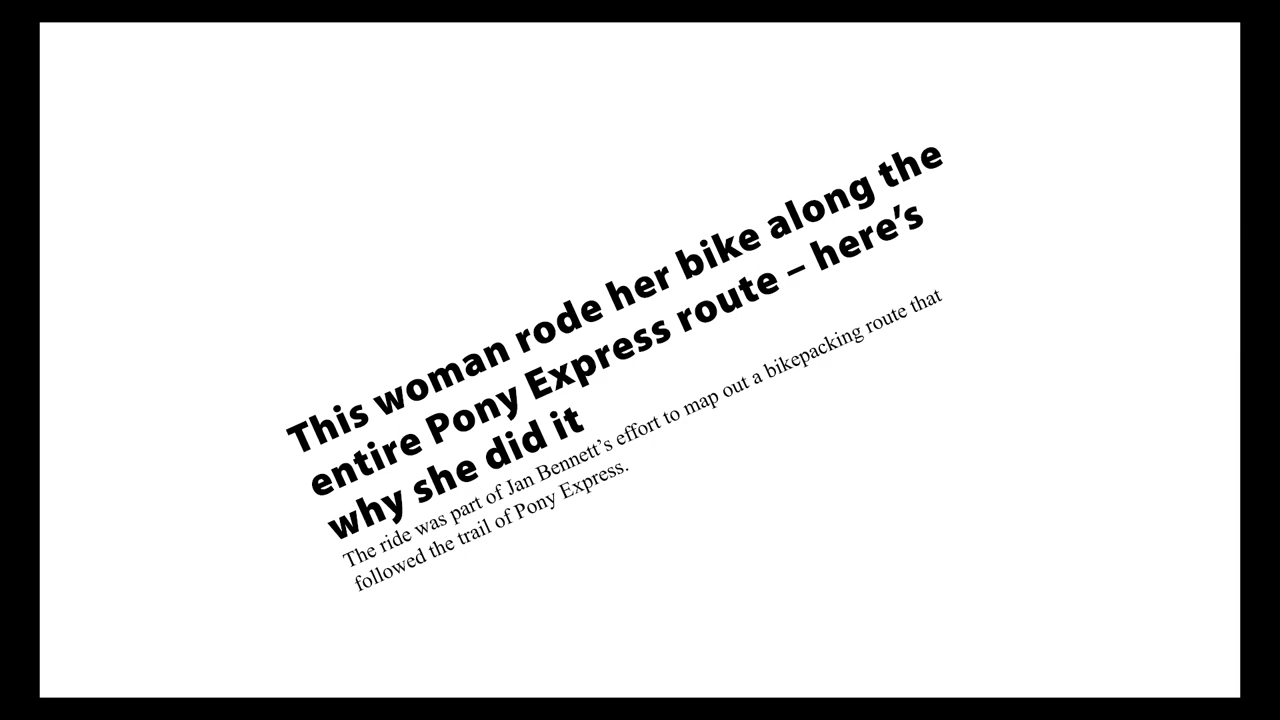 This woman rode her bike along the
entire Pony Express route – here’s
why she did it
The ride was part of Jan Bennett’s effort to map out a bikepacking route that
followed the trail of Pony Express.